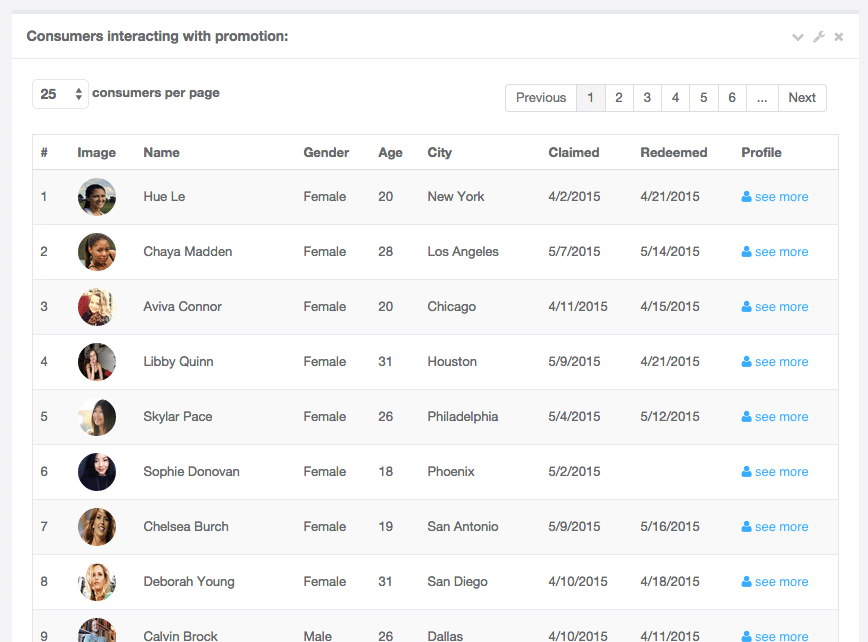 Consumers interacting with promotion:
25 consumers per page
Previous 1 2 3 4 5 6 ... Next
# Image Name Gender Age City Claimed Redeemed Profile
1 Hue Le Female 20 New York 4/2/2015 4/21/2015 see more
2 Chaya Madden Female 28 Los Angeles 5/7/2015 5/14/2015 see more
3 Aviva Connor Female 20 Chicago 4/11/2015 4/15/2015 see more
4 Libby Quinn Female 31 Houston 5/9/2015 4/21/2015 see more
5 Skylar Pace Female 26 Philadelphia 5/4/2015 5/12/2015 see more
6 Sophie Donovan Female 18 Phoenix 5/2/2015 see more
7 Chelsea Burch Female 19 San Antonio 5/9/2015 5/16/2015 see more
8 Deborah Young Female 31 San Diego 4/10/2015 4/18/2015 see more
9 Calvin Brock Male 26 Dallas 4/10/2015 4/11/2015 see more